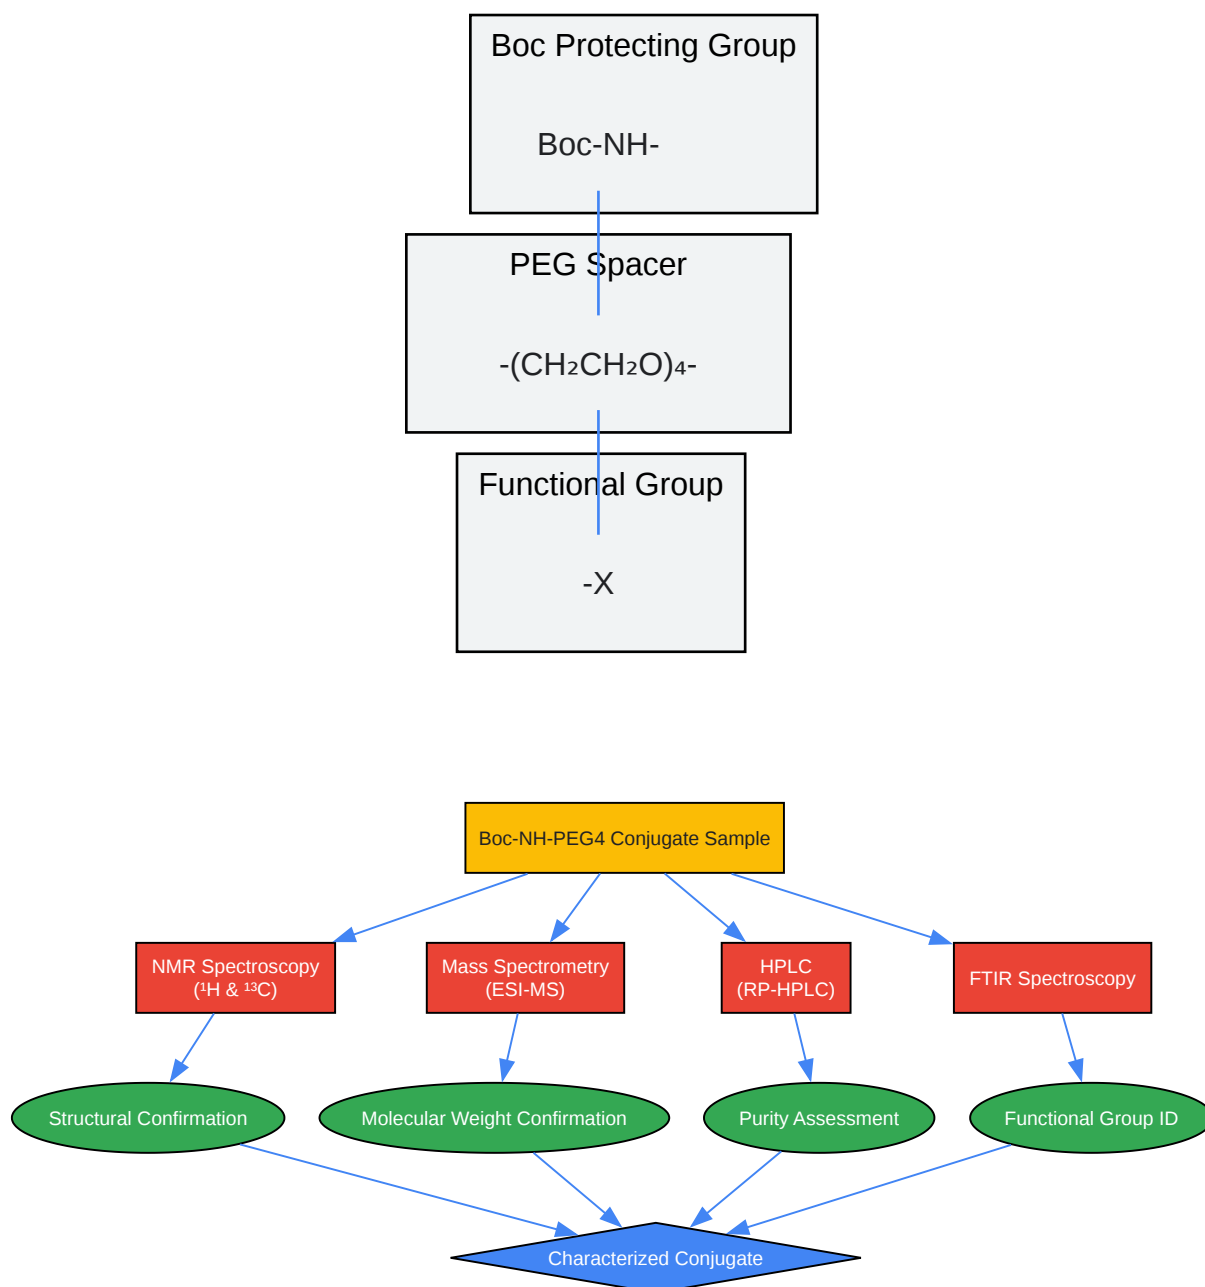 Boc Protecting Group
Boc-NH-
PEG Spacer
-(CH₂CH₂O)₄-
Functional Group
-X
Boc-NH-PEG4 Conjugate Sample
NMR Spectroscopy
(¹H & ¹³C)
Mass Spectrometry
(ESI-MS)
HPLC
(RP-HPLC)
FTIR Spectroscopy
Structural Confirmation
Molecular Weight Confirmation
Purity Assessment
Functional Group ID
Characterized Conjugate